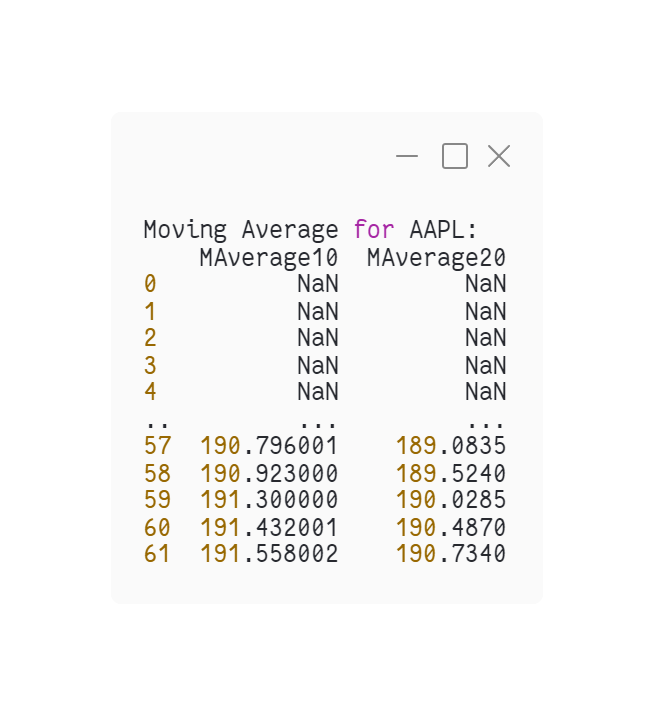 Moving Average for AAPL:
    MAverage10  MAverage20
0          NaN         NaN
1          NaN         NaN
2          NaN         NaN
3          NaN         NaN
4          NaN         NaN
..         ...         ...
57  190.796001    189.0835
58  190.923000    189.5240
59  191.300000    190.0285
60  191.432001    190.4870
61  191.558002    190.7340